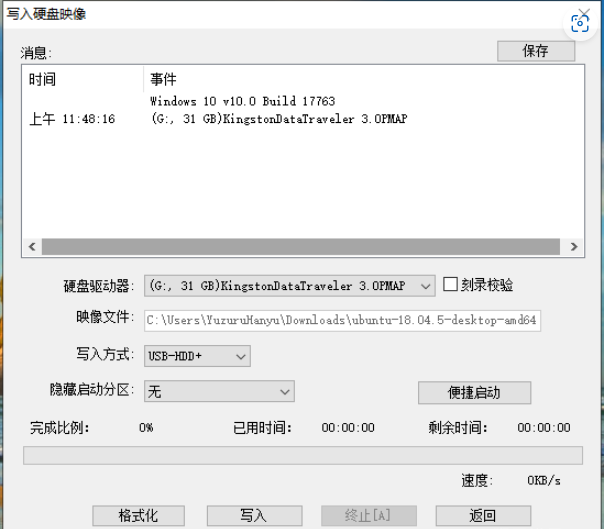 写入硬盘映像
消息:
保存
时间 事件
Windows 10 v10.0 Build 17763
上午 11:48:16 (G:, 31 GB)KingstonDataTraveler 3.0PMAP
硬盘驱动器: (G:, 31 GB)KingstonDataTraveler 3.0PMAP 刻录校验
映像文件: C:\Users\YuzuruHanyu\Downloads\ubuntu-18.04.5-desktop-amd64
写入方式: USB-HDD+
隐藏启动分区: 无 便捷启动
完成比例: 0% 已用时间: 00:00:00 剩余时间: 00:00:00
速度: 0KB/s
格式化 写入 终止[A] 返回